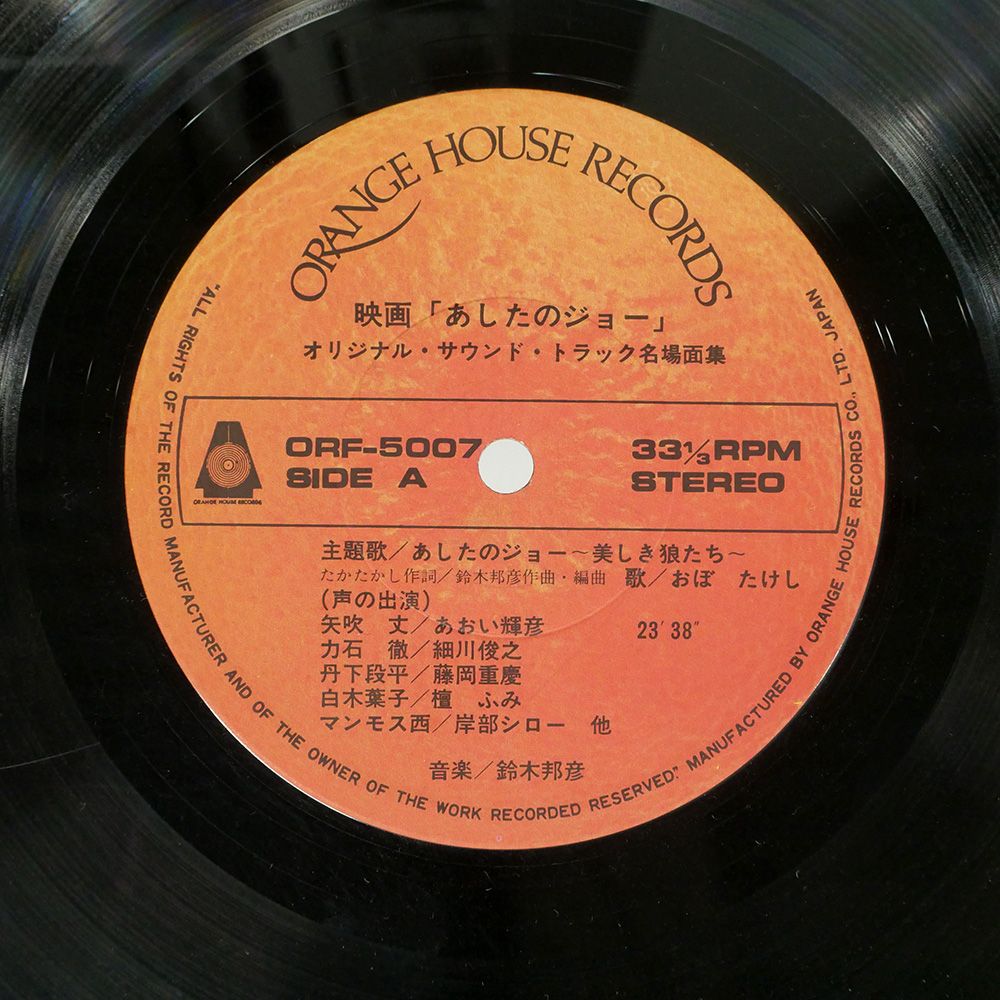 ORANGE HOUSE RECORDS
映画「あしたのジョー」
オリジナル・サウンド・トラック名場面集
ORANGE HOUSE RECORDS
ORF-5007
SIDE A
33 1/3 RPM
STEREO
主題歌／あしたのジョー～美しき狼たち～
たかたかし作詞／鈴木邦彦作曲・編曲 歌／おぼ たけし
(声の出演)
矢吹 丈／あおい輝彦
23′38″
力石 徹／細川俊之
丹下段平／藤岡重慶
白木葉子／檀 ふみ
マンモス西／岸部シロー 他
音楽／鈴木邦彦
"ALL RIGHTS OF THE RECORD MANUFACTURER AND OF THE OWNER OF THE WORK RECORDED RESERVED." MANUFACTURED BY ORANGE HOUSE RECORDS CO., LTD. JAPAN